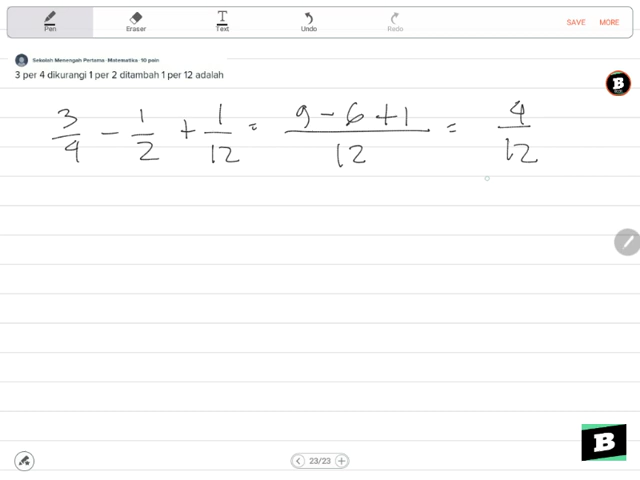 Pen Eraser Text Undo Redo SAVE MORE
Sekolah Menengah Pertama · Matematika · 10 poin
3 per 4 dikurangi 1 per 2 ditambah 1 per 12 adalah
B
3/4 - 1/2 + 1/12 = (9 - 6 + 1)/12 = 4/12
23/23
B